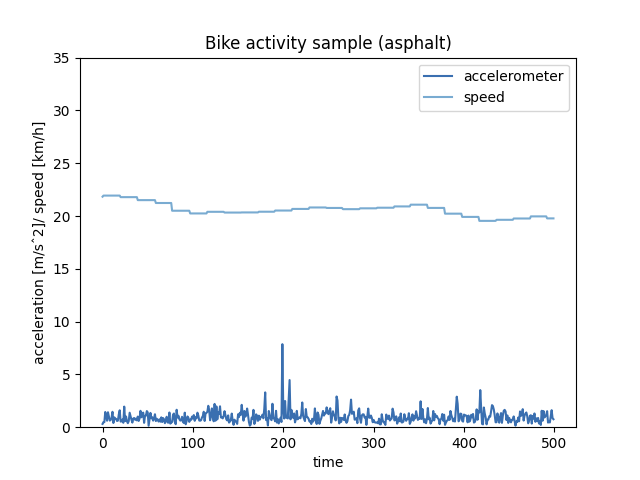 Bike activity sample (asphalt)
accelerometer
speed
acceleration [m/sˆ2]/ speed [km/h]
35
30
25
20
15
10
5
0
0 100 200 300 400 500
time